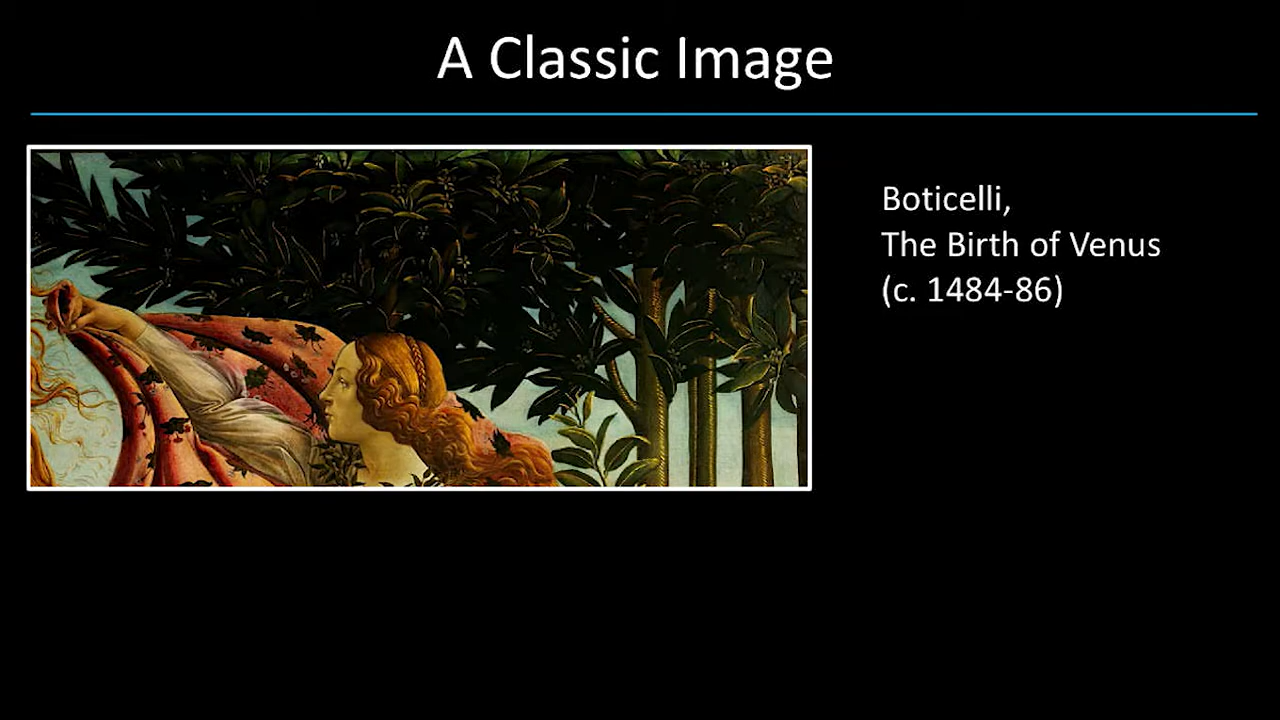 A Classic Image
Boticelli,
The Birth of Venus
(c. 1484-86)